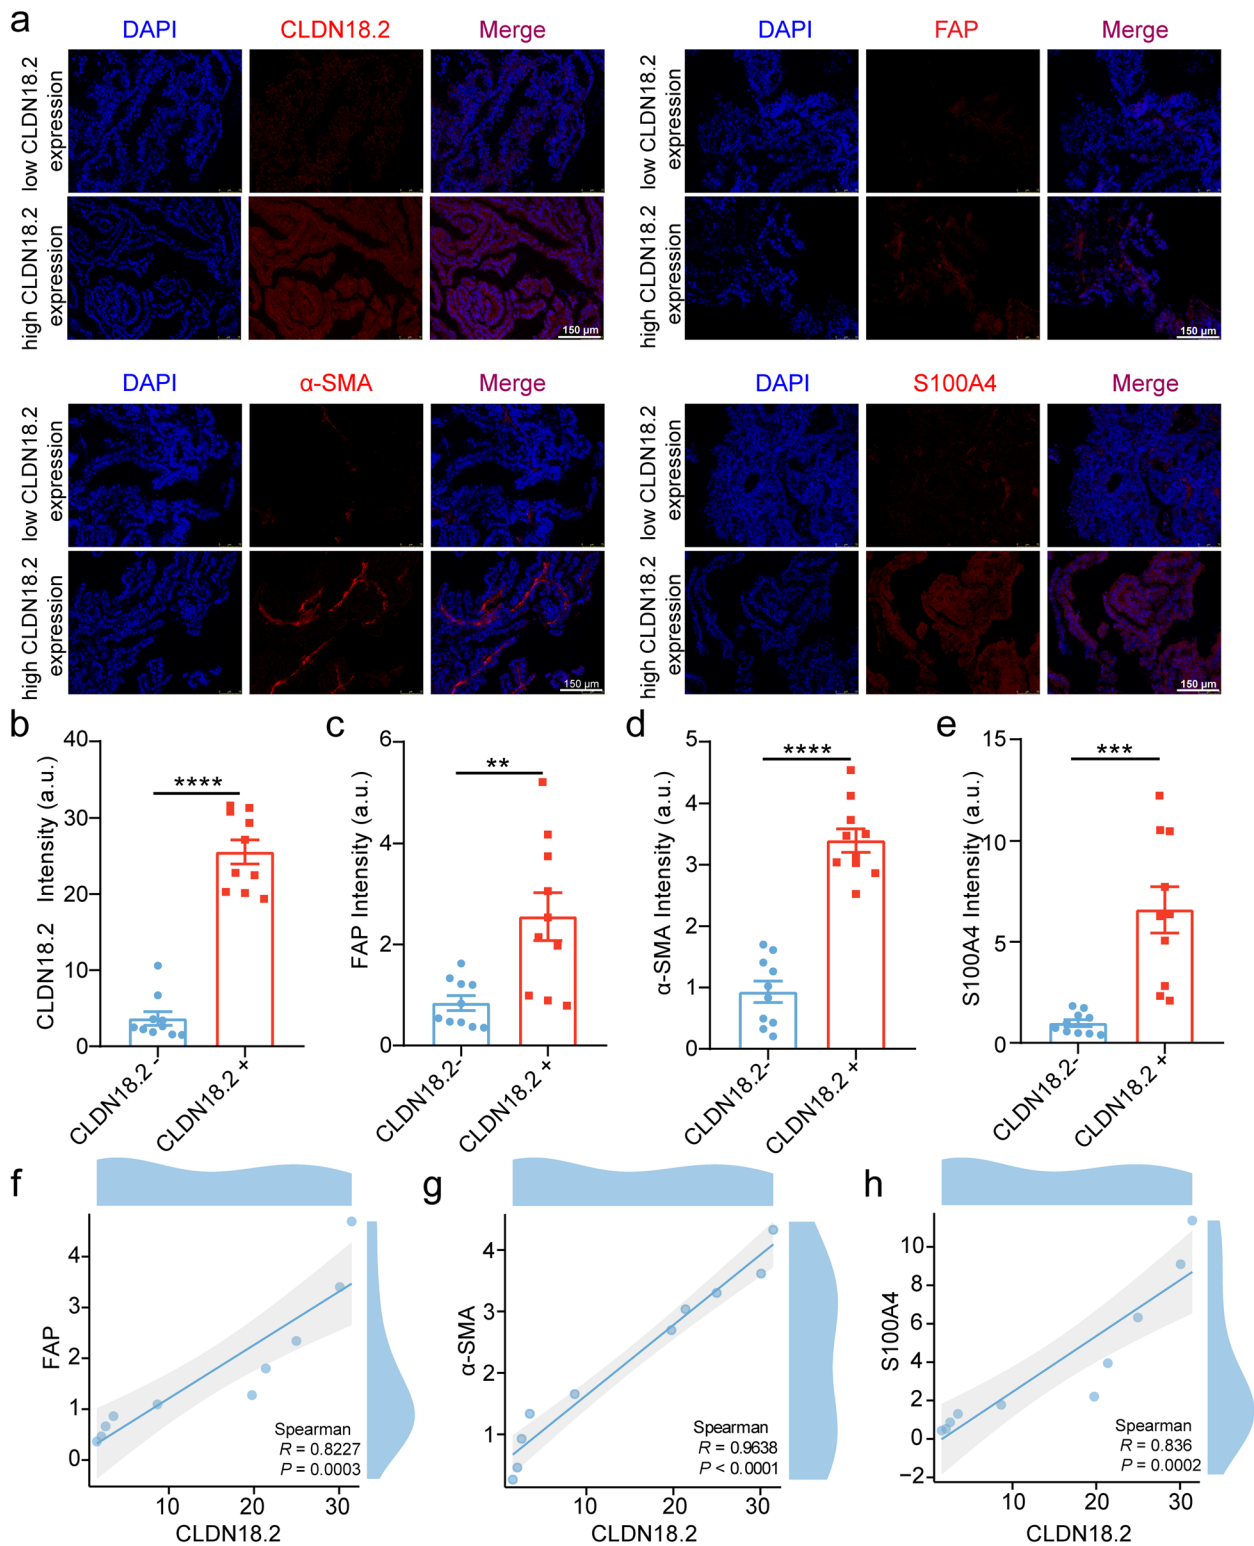 a
DAPI CLDN18.2 Merge
low CLDN18.2 expression
high CLDN18.2 expression
150 μm
DAPI FAP Merge
low CLDN18.2 expression
high CLDN18.2 expression
150 μm
DAPI α-SMA Merge
low CLDN18.2 expression
high CLDN18.2 expression
150 μm
DAPI S100A4 Merge
low CLDN18.2 expression
high CLDN18.2 expression
150 μm
b
CLDN18.2 Intensity (a.u.)
40
30
20
10
0
****
CLDN18.2-
CLDN18.2 +
c
FAP Intensity (a.u.)
6
4
2
0
**
CLDN18.2-
CLDN18.2 +
d
α-SMA Intensity (a.u.)
5
4
3
2
1
0
****
CLDN18.2-
CLDN18.2 +
e
S100A4 Intensity (a.u.)
15
10
5
0
***
CLDN18.2-
CLDN18.2 +
f
FAP
4
3
2
1
0
Spearman
R = 0.8227
P = 0.0003
10 20 30
CLDN18.2
g
α-SMA
4
3
2
1
Spearman
R = 0.9638
P < 0.0001
10 20 30
CLDN18.2
h
S100A4
10
8
6
4
2
0
−2
Spearman
R = 0.836
P = 0.0002
10 20 30
CLDN18.2